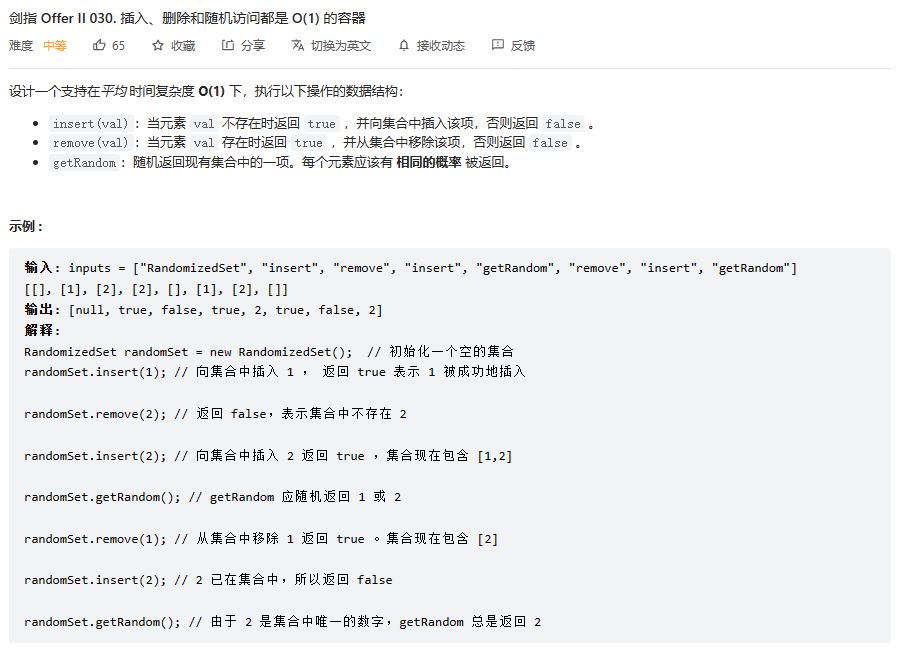 剑指 Offer II 030. 插入、删除和随机访问都是 O(1) 的容器
难度 中等 65 收藏 分享 切换为英文 接收动态 反馈
设计一个支持在平均 时间复杂度 O(1) 下，执行以下操作的数据结构：
insert(val)：当元素 val 不存在时返回 true ，并向集合中插入该项，否则返回 false 。
remove(val)：当元素 val 存在时返回 true ，并从集合中移除该项，否则返回 false 。
getRandom：随机返回现有集合中的一项。每个元素应该有 相同的概率 被返回。
示例 :
输入: inputs = ["RandomizedSet", "insert", "remove", "insert", "getRandom", "remove", "insert", "getRandom"]
[[], [1], [2], [2], [], [1], [2], []]
输出: [null, true, false, true, 2, true, false, 2]
解释:
RandomizedSet randomSet = new RandomizedSet();  // 初始化一个空的集合
randomSet.insert(1); // 向集合中插入 1 ， 返回 true 表示 1 被成功地插入
randomSet.remove(2); // 返回 false，表示集合中不存在 2
randomSet.insert(2); // 向集合中插入 2 返回 true ，集合现在包含 [1,2]
randomSet.getRandom(); // getRandom 应随机返回 1 或 2
randomSet.remove(1); // 从集合中移除 1 返回 true 。集合现在包含 [2]
randomSet.insert(2); // 2 已在集合中，所以返回 false
randomSet.getRandom(); // 由于 2 是集合中唯一的数字，getRandom 总是返回 2